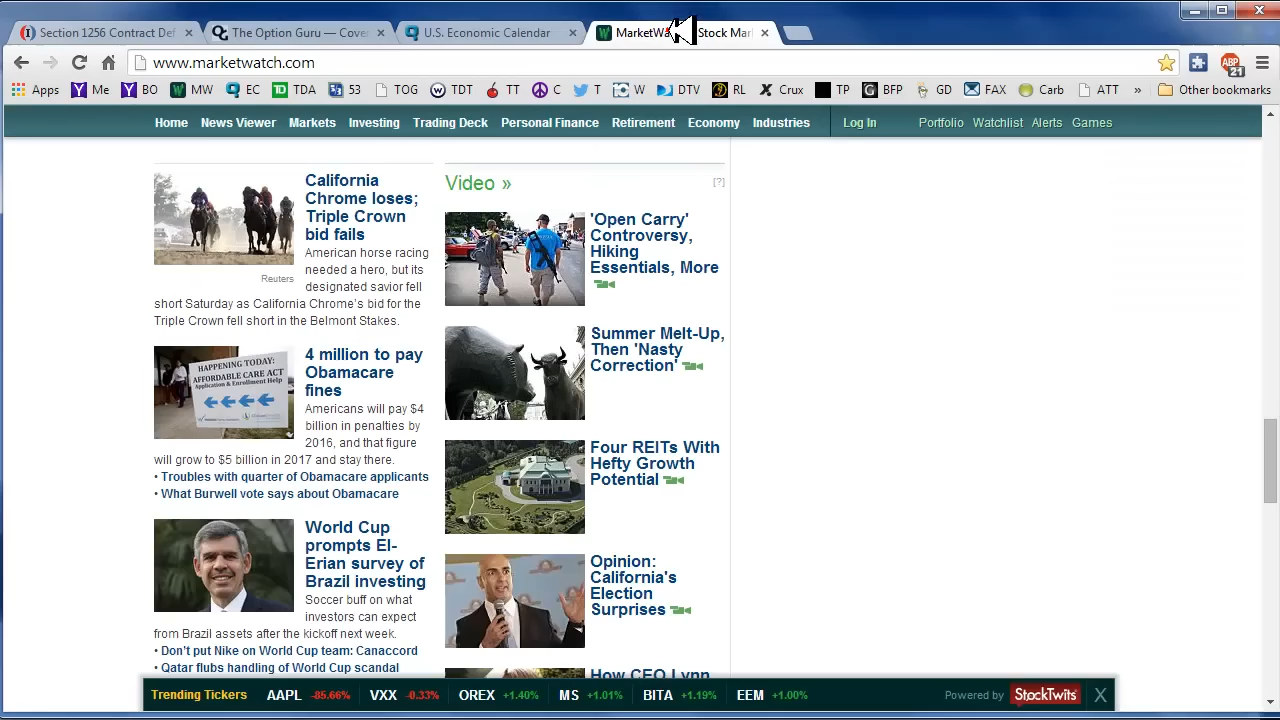 Section 1256 Contract Def
The Option Guru — Cove
U.S. Economic Calendar
MarketWa
Stock Mar
www.marketwatch.com
ABP
21
Apps Me BO MW EC TDA 53 TOG TDT TT C T W DTV RL Crux TP BFP GD FAX Carb ATT » Other bookmarks
Home News Viewer Markets Investing Trading Deck Personal Finance Retirement Economy Industries Log In Portfolio Watchlist Alerts Games
California
Chrome loses;
Triple Crown
bid fails
American horse racing
needed a hero, but its
designated savior fell
Reuters
short Saturday as California Chrome's bid for the
Triple Crown fell short in the Belmont Stakes.
HAPPENING TODAY:
AFFORDABLE CARE ACT
Application & Enrollment Help
4 million to pay
Obamacare
fines
Americans will pay $4
billion in penalties by
2016, and that figure
will grow to $5 billion in 2017 and stay there.
• Troubles with quarter of Obamacare applicants
• What Burwell vote says about Obamacare
World Cup
prompts El-
Erian survey of
Brazil investing
Soccer buff on what
investors can expect
from Brazil assets after the kickoff next week.
• Don't put Nike on World Cup team: Canaccord
• Qatar flubs handling of World Cup scandal
Video »
[?]
'Open Carry'
Controversy,
Hiking
Essentials, More
Summer Melt-Up,
Then 'Nasty
Correction'
Four REITs With
Hefty Growth
Potential
Opinion:
California's
Election
Surprises
How CEO Lynn
Trending Tickers AAPL -85.66% VXX -0.33% OREX +1.40% MS +1.01% BITA +1.19% EEM +1.00% Powered by StockTwits X